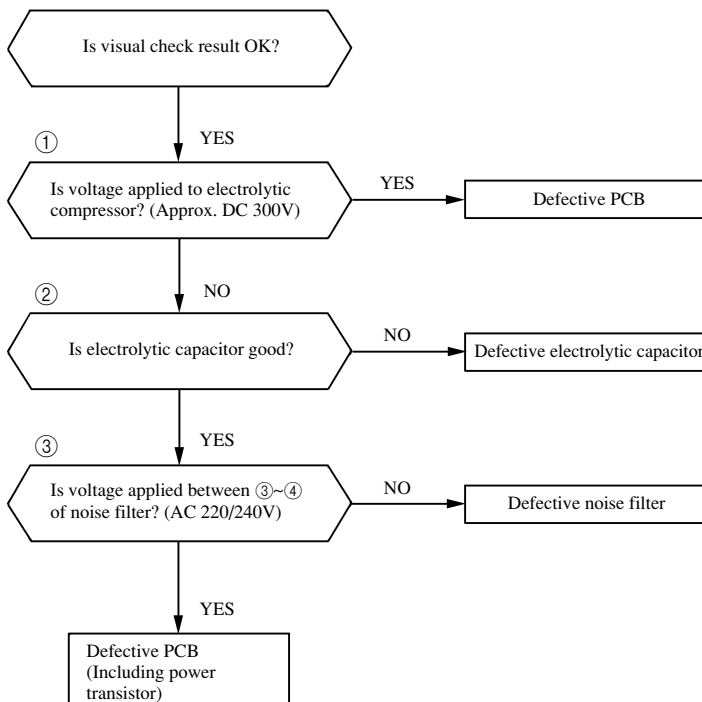 Is visual check result OK?
YES
①
Is voltage applied to electrolytic
compressor? (Approx. DC 300V)
YES
Defective PCB
NO
②
Is electrolytic capacitor good?
NO
Defective electrolytic capacitor
YES
③
Is voltage applied between ③~④
of noise filter? (AC 220/240V)
NO
Defective noise filter
YES
Defective PCB
(Including power
transistor)